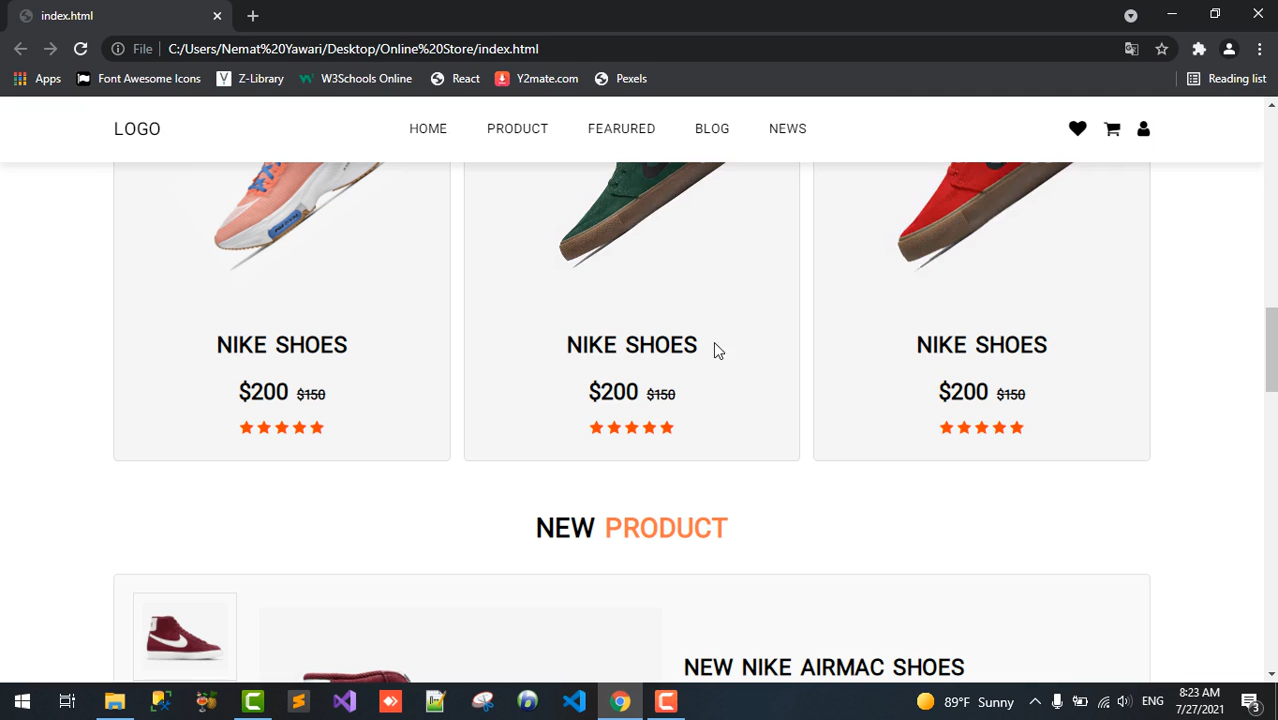 index.html
File C:/Users/Nemat%20Yawari/Desktop/Online%20Store/index.html
Apps Font Awesome Icons Z-Library W3Schools Online React Y2mate.com Pexels Reading list
LOGO HOME PRODUCT FEARURED BLOG NEWS
NIKE SHOES NIKE SHOES NIKE SHOES
$200 $150 $200 $150 $200 $150
NEW PRODUCT
NEW NIKE AIRMAC SHOES
89°F Sunny ENG 8:23 AM
7/27/2021 3